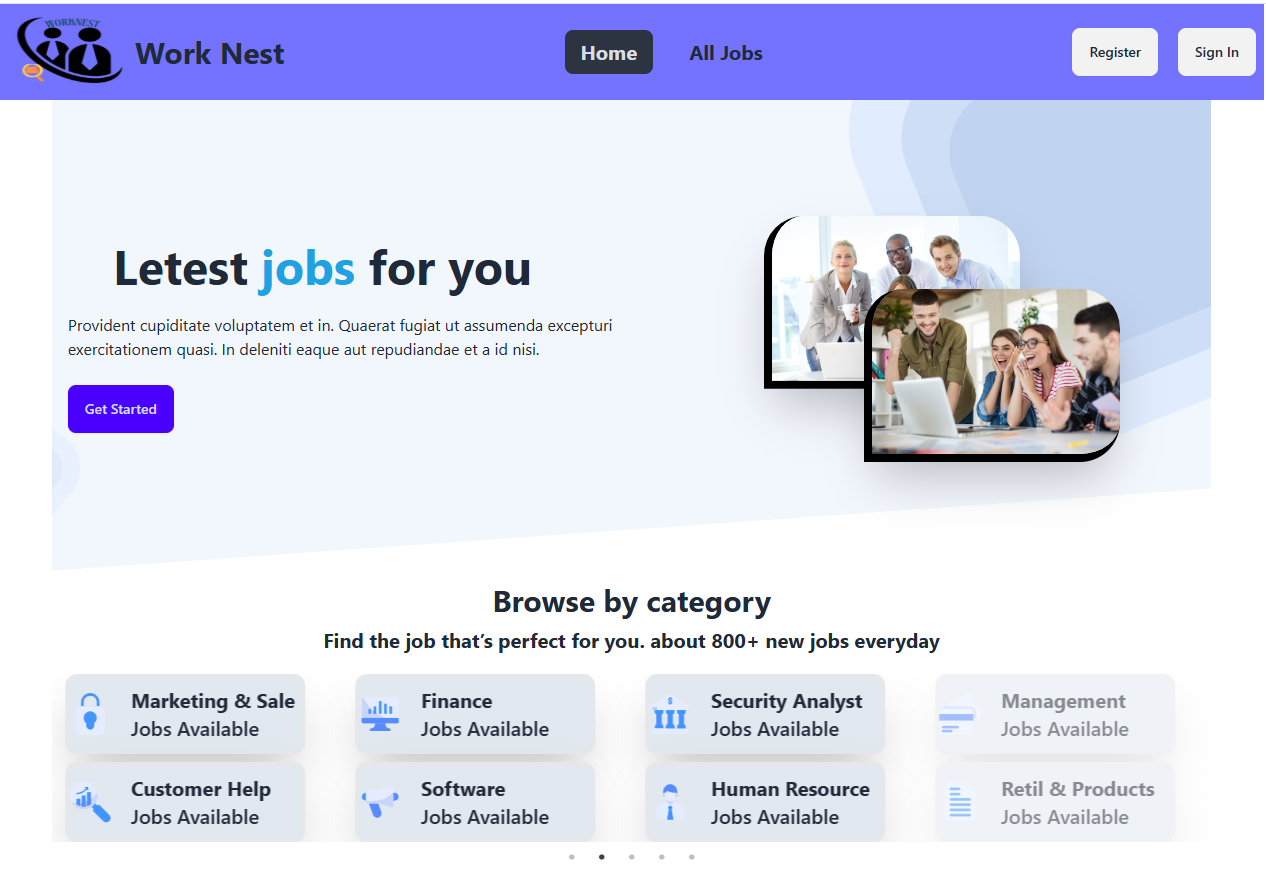 WORKNEST
Work Nest
Home
All Jobs
Register
Sign In
Letest jobs for you
Provident cupiditate voluptatem et in. Quaerat fugiat ut assumenda excepturi
exercitationem quasi. In deleniti eaque aut repudiandae et a id nisi.
Get Started
Browse by category
Find the job that’s perfect for you. about 800+ new jobs everyday
Marketing & Sale
Jobs Available
Finance
Jobs Available
Security Analyst
Jobs Available
Management
Jobs Available
Customer Help
Jobs Available
Software
Jobs Available
Human Resource
Jobs Available
Retil & Products
Jobs Available